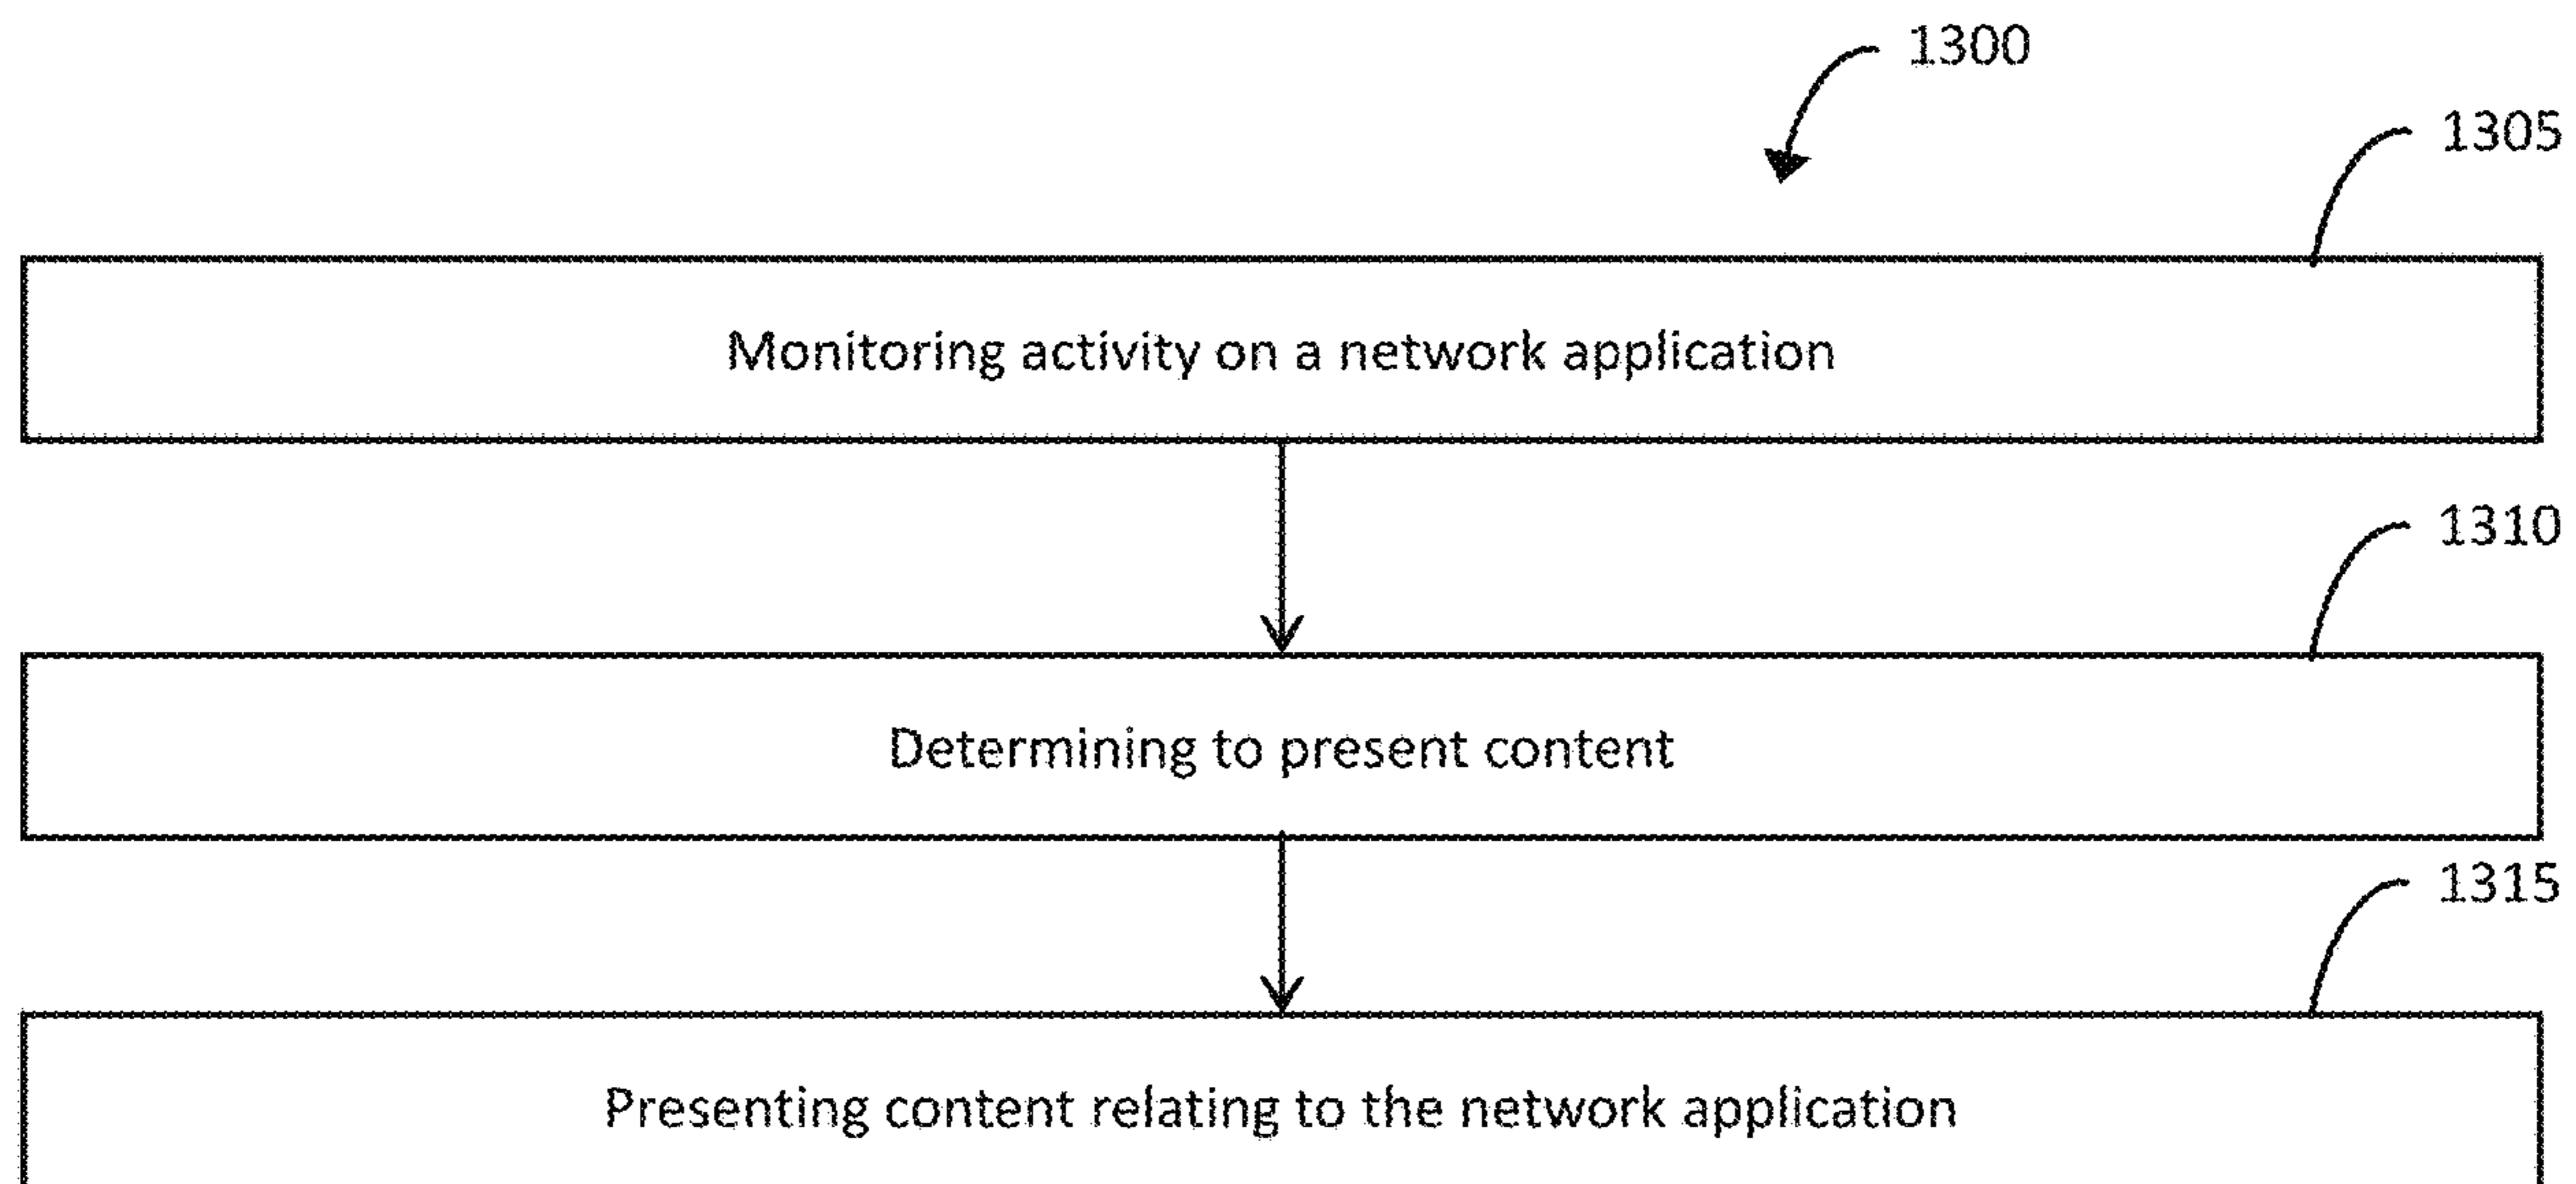 1300
1305
Monitoring activity on a network application
1310
Determining to present content
1315
Presenting content relating to the network application